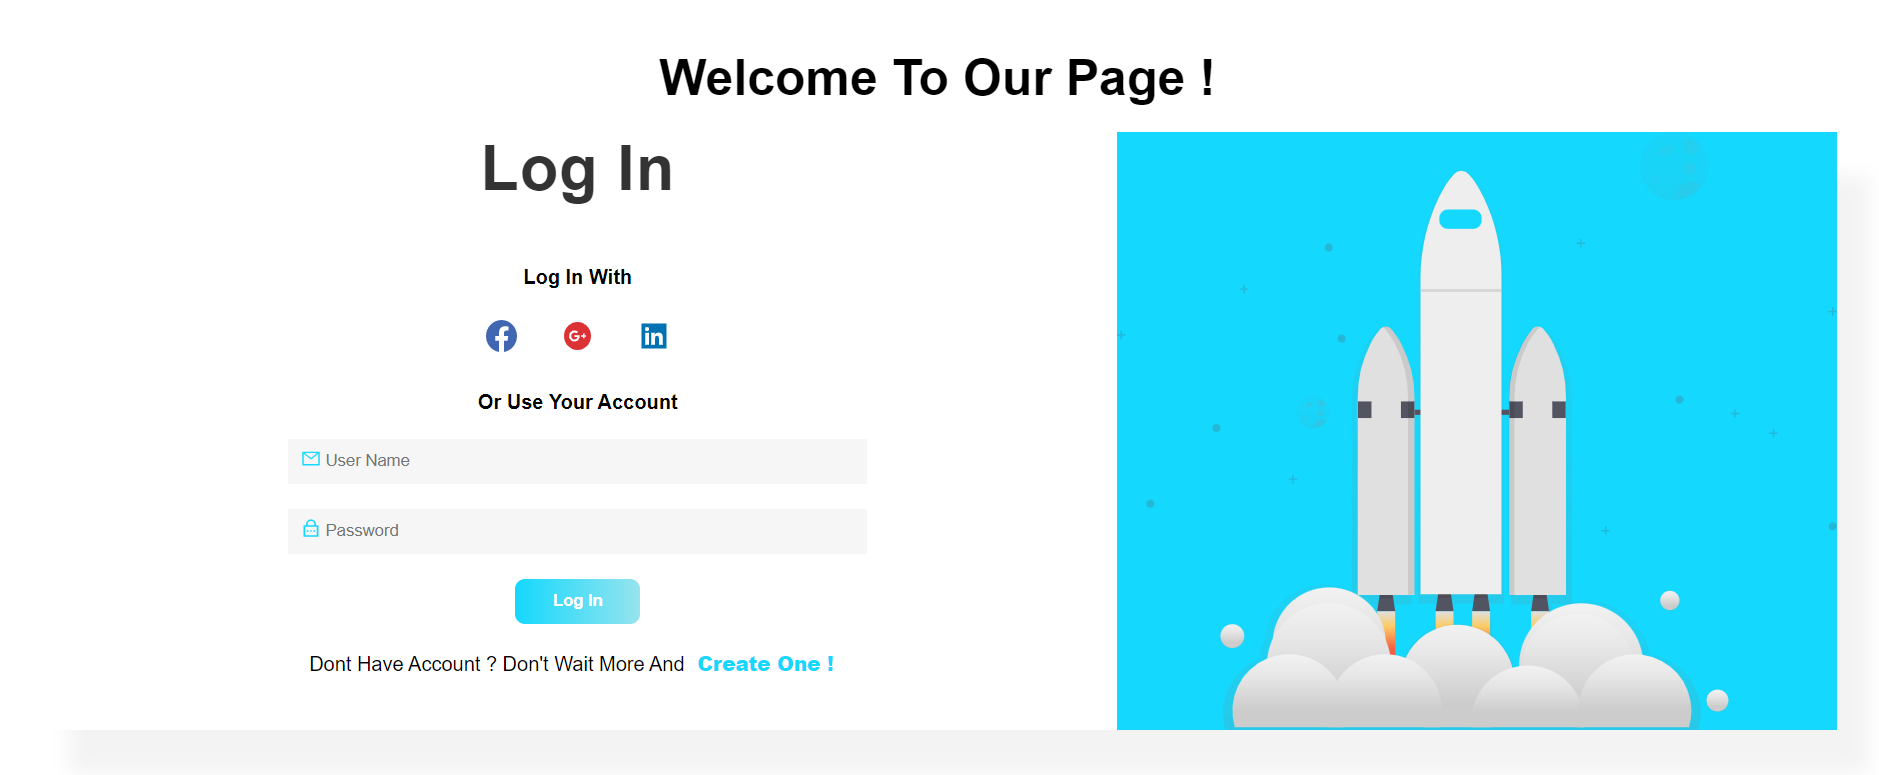 Welcome To Our Page !
Log In
Log In With
G+
in
Or Use Your Account
User Name
Password
Log In
Dont Have Account ? Don't Wait More And Create One !